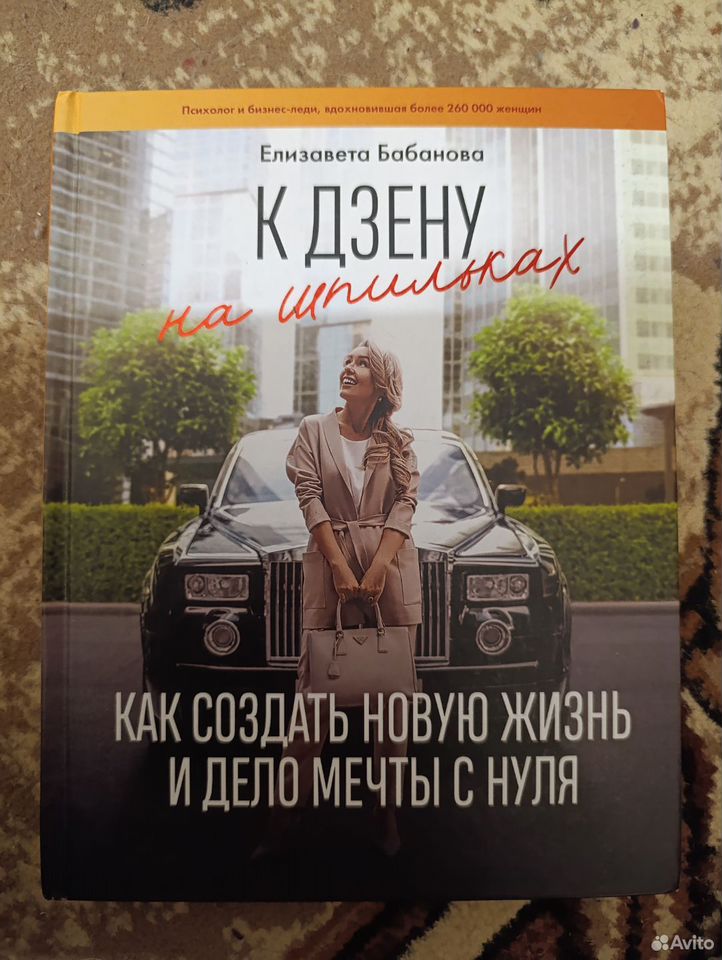 Психолог и бизнес-леди, вдохновившая более 260 000 женщин
Елизавета Бабанова
К ДЗЕНУ
на шпильках
КАК СОЗДАТЬ НОВУЮ ЖИЗНЬ
И ДЕЛО МЕЧТЫ С НУЛЯ
Avito